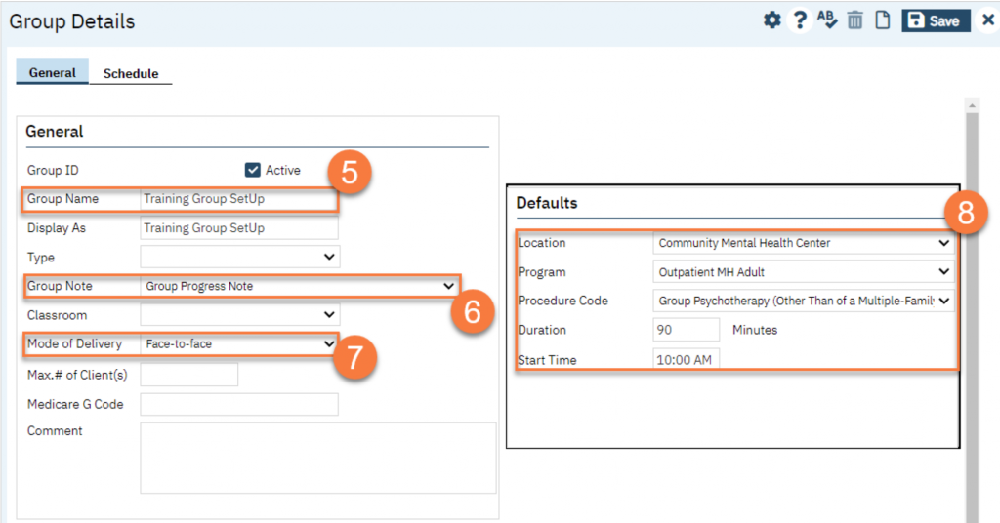 Group Details
? AB Save
General Schedule
General
Group ID Active 5
Group Name Training Group SetUp
Display As Training Group SetUp
Type
Group Note Group Progress Note
6
Classroom
Mode of Delivery Face-to-face
7
Max.# of Client(s)
Medicare G Code
Comment
Defaults
8
Location Community Mental Health Center
Program Outpatient MH Adult
Procedure Code Group Psychotherapy (Other Than of a Multiple-Famil
Duration 90 Minutes
Start Time 10:00 AM